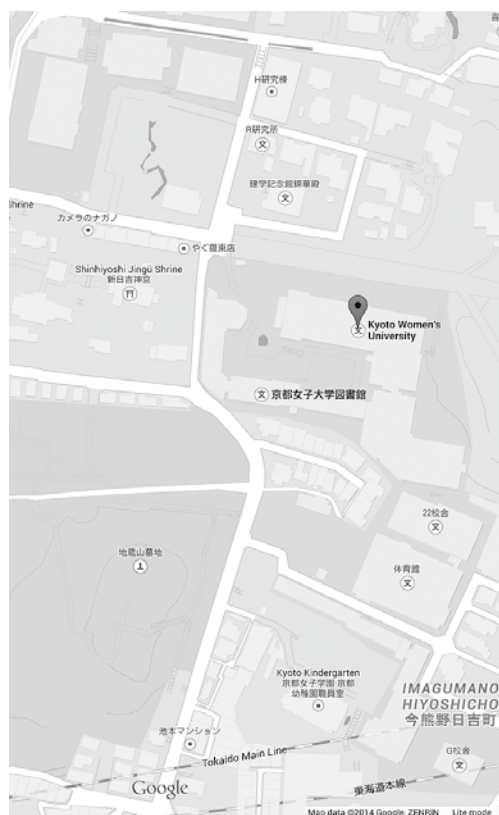 H研究棟
R研究所
建学記念館錦華殿
Shrine
カメラのナガノ
やぐ羅東店
Shinhiyoshi Jingū Shrine
新日吉神宮
Kyoto Women's
University
京都女子大学図書館
22校舎
体育館
地蔵山墓地
Kyoto Kindergarten
京都女子学園 京都
幼稚園職員室
IMAGUMANO
HIYOSHICHO
今熊野日吉町
池本マンション
G校舎
Tokaido Main Line
東海道本線
Google
Map data ©2014 Google, ZENRIN
Lite mode